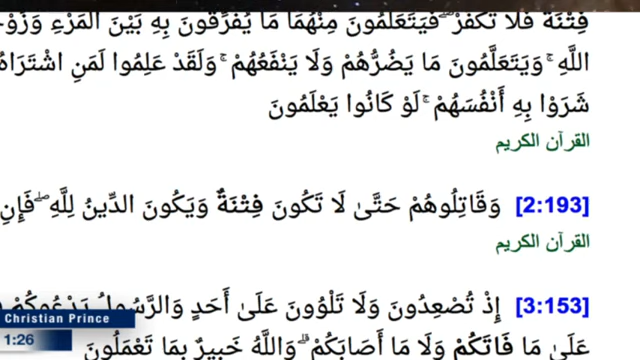 فِتْنَةٌ فَلَا تَكْفُرْ ۖ فَيَتَعَلَّمُونَ مِنْهُمَا مَا يُفَرِّقُونَ بِهِ بَيْنَ الْمَرْءِ
اللَّهِ ۚ وَيَتَعَلَّمُونَ مَا يَضُرُّهُمْ وَلَا يَنْفَعُهُمْ ۚ وَلَقَدْ عَلِمُوا لَمَنِ اشْتَرَاهُ
شَرَوْا بِهِ أَنْفُسَهُمْ ۚ لَوْ كَانُوا يَعْلَمُونَ
القرآن الكريم
[2:193] وَقَاتِلُوهُمْ حَتَّىٰ لَا تَكُونَ فِتْنَةٌ وَيَكُونَ الدِّينُ لِلَّهِ ۖ فَإِنِ
القرآن الكريم
[3:153] إِذْ تُصْعِدُونَ وَلَا تَلْوُونَ عَلَىٰ أَحَدٍ وَالرَّسُولُ يَدْعُوكُمْ
عَلَىٰ مَا فَاتَكُمْ وَلَا مَا أَصَابَكُمْ ۗ وَاللَّهُ خَبِيرٌ بِمَا تَعْمَلُونَ
Christian Prince
1:26